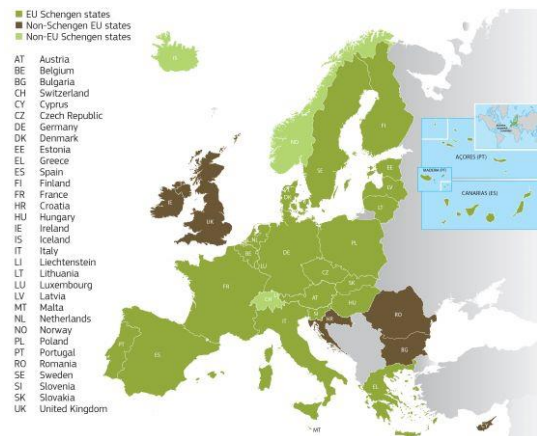 EU Schengen states
Non-Schengen EU states
Non-EU Schengen states
AT Austria
BE Belgium
BG Bulgaria
CH Switzerland
CY Cyprus
CZ Czech Republic
DE Germany
DK Denmark
EE Estonia
EL Greece
ES Spain
FI Finland
FR France
HR Croatia
HU Hungary
IE Ireland
IS Iceland
IT Italy
LI Liechtenstein
LT Lithuania
LU Luxembourg
LV Latvia
MT Malta
NL Netherlands
NO Norway
PL Poland
PT Portugal
RO Romania
SE Sweden
SI Slovenia
SK Slovakia
UK United Kingdom
IS
NO
SE
FI
EE
LV
LT
DK
IE
UK
NL
BE
LU
DE
PL
CZ
SK
FR
CH
AT
HU
SI
HR
RO
IT
BG
PT
ES
EL
MT
CY
AÇORES (PT)
MADEIRA (PT)
CANARIAS (ES)